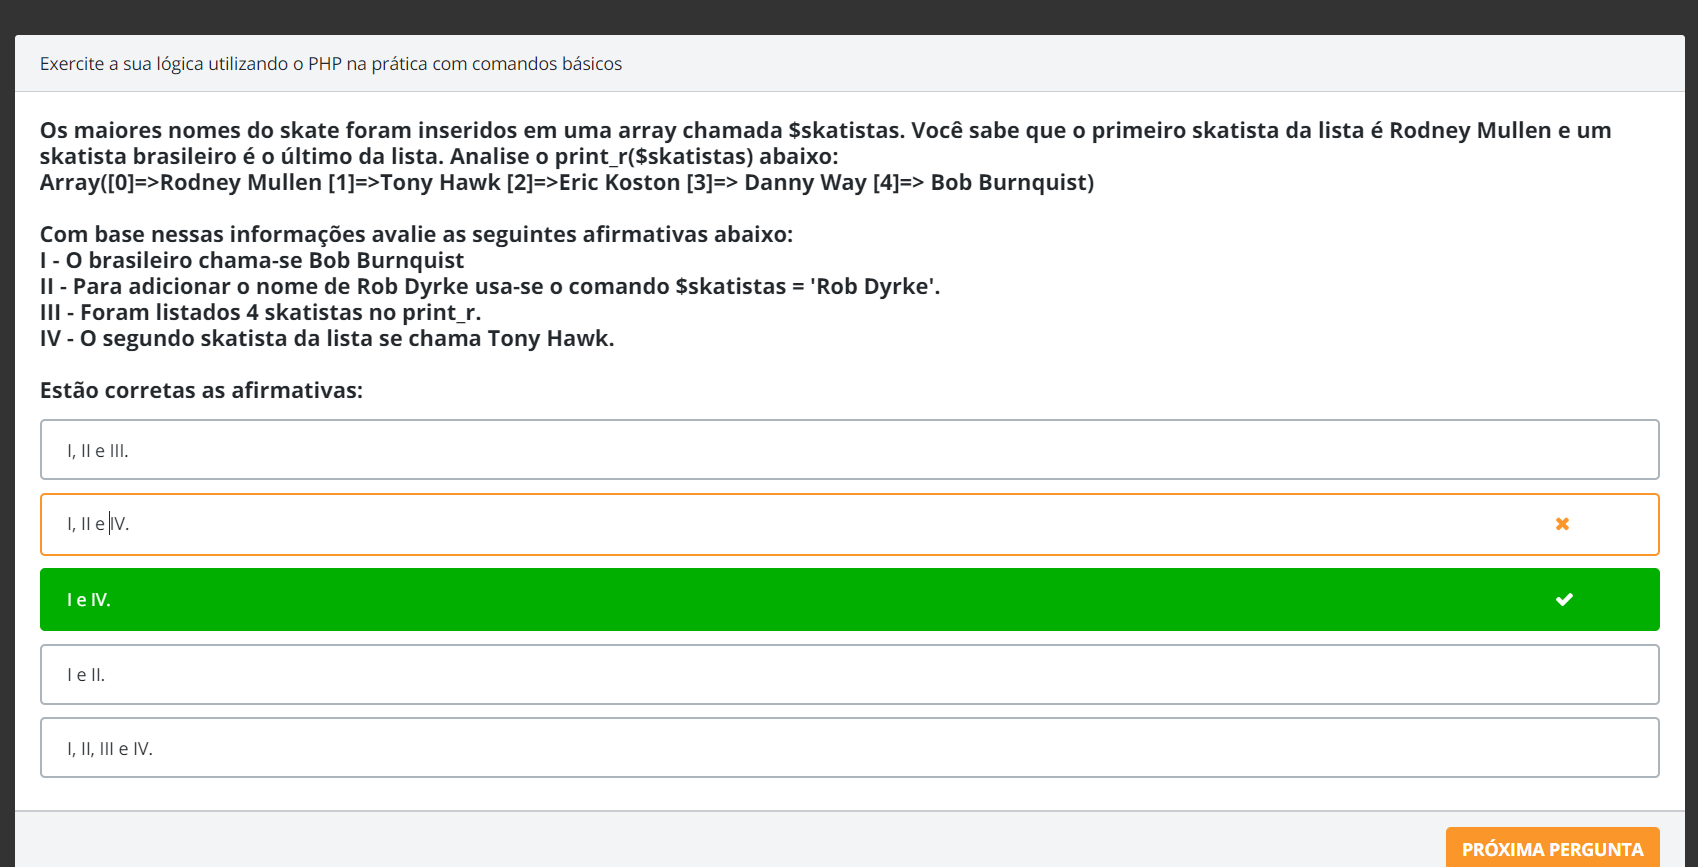 Exercite a sua lógica utilizando o PHP na prática com comandos básicos
Os maiores nomes do skate foram inseridos em uma array chamada $skatistas. Você sabe que o primeiro skatista da lista é Rodney Mullen e um
skatista brasileiro é o último da lista. Analise o print_r($skatistas) abaixo:
Array([0]=>Rodney Mullen [1]=>Tony Hawk [2]=>Eric Koston [3]=> Danny Way [4]=> Bob Burnquist)
Com base nessas informações avalie as seguintes afirmativas abaixo:
I - O brasileiro chama-se Bob Burnquist
II - Para adicionar o nome de Rob Dyrke usa-se o comando $skatistas = 'Rob Dyrke'.
III - Foram listados 4 skatistas no print_r.
IV - O segundo skatista da lista se chama Tony Hawk.
Estão corretas as afirmativas:
I, II e III.
I, II e IV.
I e IV.
I e II.
I, II, III e IV.
PRÓXIMA PERGUNTA